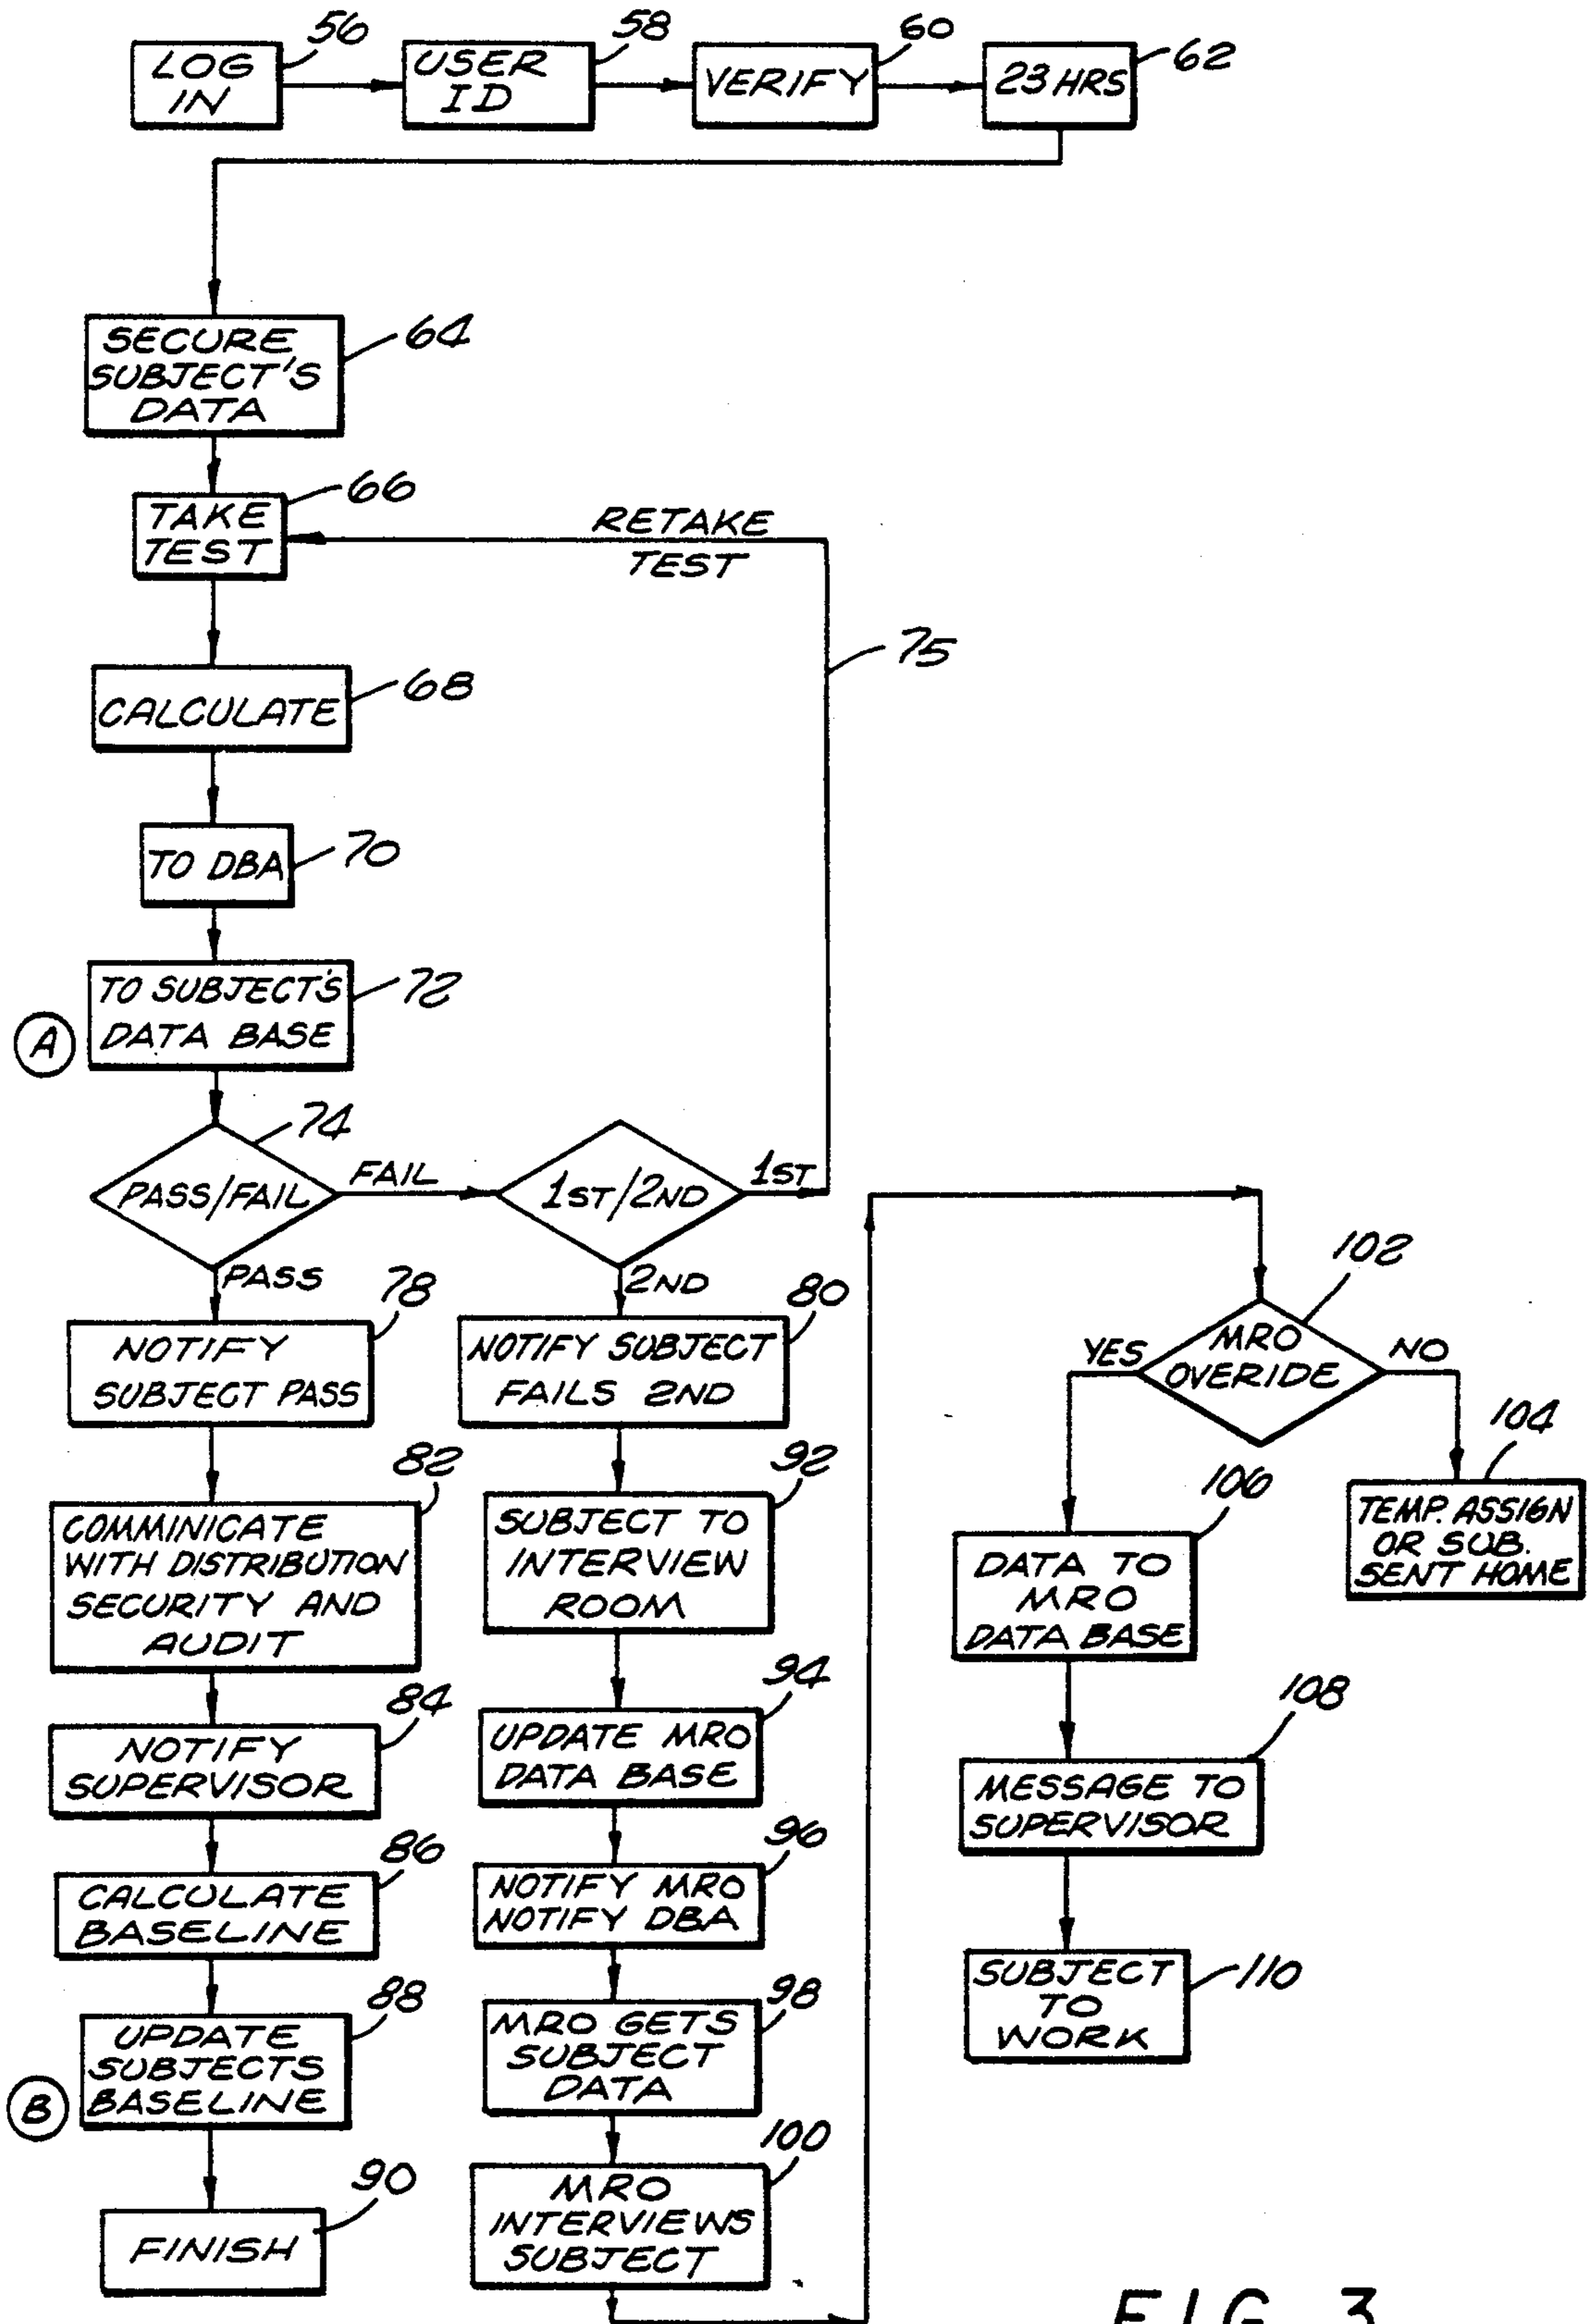 56
LOG
IN
58
USER
ID
60
VERIFY
62
23 HRS
SECURE
SUBJECT'S
DATA
64
TAKE
TEST
66
RETAKE
TEST
75
CALCULATE
68
TO DBA
70
TO SUBJECT'S
DATA BASE
72
A
74
PASS/FAIL
FAIL
1ST/2ND
1ST
PASS
2ND
78
NOTIFY
SUBJECT PASS
82
COMMINICATE
WITH DISTRIBUTION
SECURITY AND
AUDIT
84
NOTIFY
SUPERVISOR
86
CALCULATE
BASELINE
88
UPDATE
SUBJECTS
BASELINE
B
90
FINISH
80
NOTIFY SUBJECT
FAILS 2ND
92
SUBJECT TO
INTERVIEW
ROOM
94
UPDATE MRO
DATA BASE
96
NOTIFY MRO
NOTIFY DBA
98
MRO GETS
SUBJECT
DATA
100
MRO
INTERVIEWS
SUBJECT
102
MRO
OVERIDE
YES
NO
104
TEMP. ASSIGN
OR SUB.
SENT HOME
106
DATA TO
MRO
DATA BASE
108
MESSAGE TO
SUPERVISOR
110
SUBJECT
TO
WORK
FIG. 3